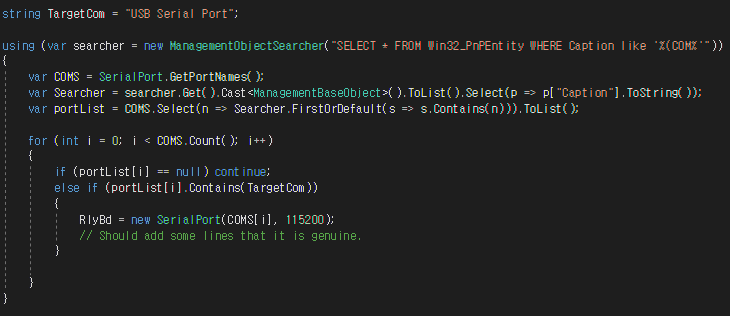 string TargetCom = "USB Serial Port";
using (var searcher = new ManagementObjectSearcher("SELECT * FROM Win32_PnPEntity WHERE Caption like '%(COM%'"))
{
var COMS = SerialPort.GetPortNames();
var Searcher = searcher.Get().Cast<ManagementBaseObject>().ToList().Select(p => p["Caption"].ToString());
var portList = COMS.Select(n => Searcher.FirstOrDefault(s => s.Contains(n))).ToList();
for (int i = 0; i < COMS.Count(); i++)
{
if (portList[i] == null) continue;
else if (portList[i].Contains(TargetCom))
{
RlyBd = new SerialPort(COMS[i], 115200);
// Should add some lines that it is genuine.
}
}
}